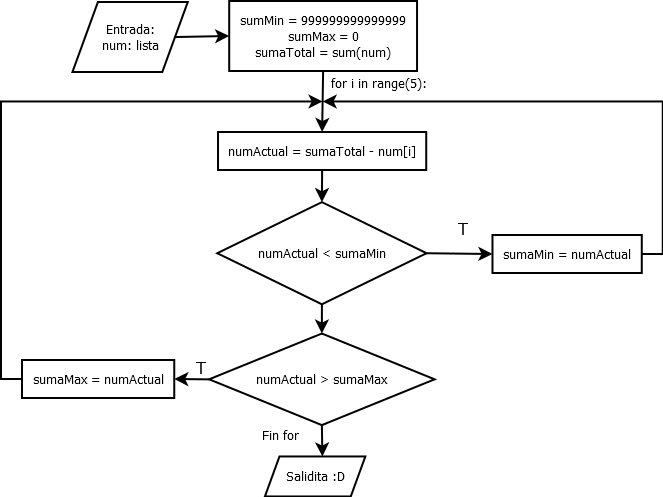 Entrada:
num: lista
sumMin = 999999999999999
sumMax = 0
sumaTotal = sum(num)
for i in range(5):
numActual = sumaTotal - num[i]
numActual < sumaMin
T
sumaMin = numActual
numActual > sumaMax
T
sumaMax = numActual
Fin for
Salidita :D